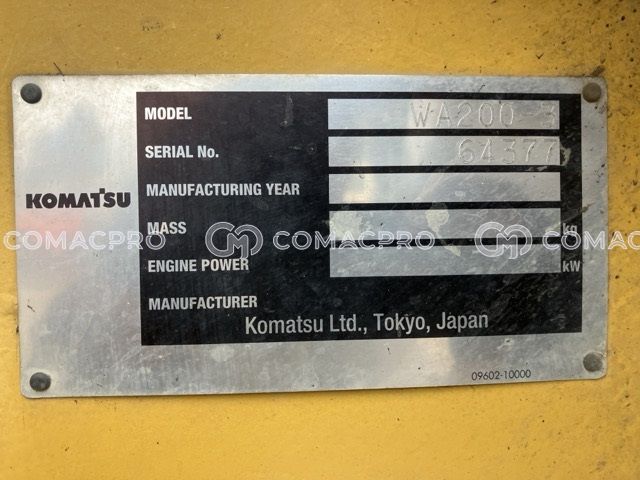 MODEL WA200-3
SERIAL No. 64377
KOMATSU
MANUFACTURING YEAR
MASS kg
COMACPRO COMACPRO COMACPRO
ENGINE POWER kW
MANUFACTURER
Komatsu Ltd., Tokyo, Japan
09602-10000